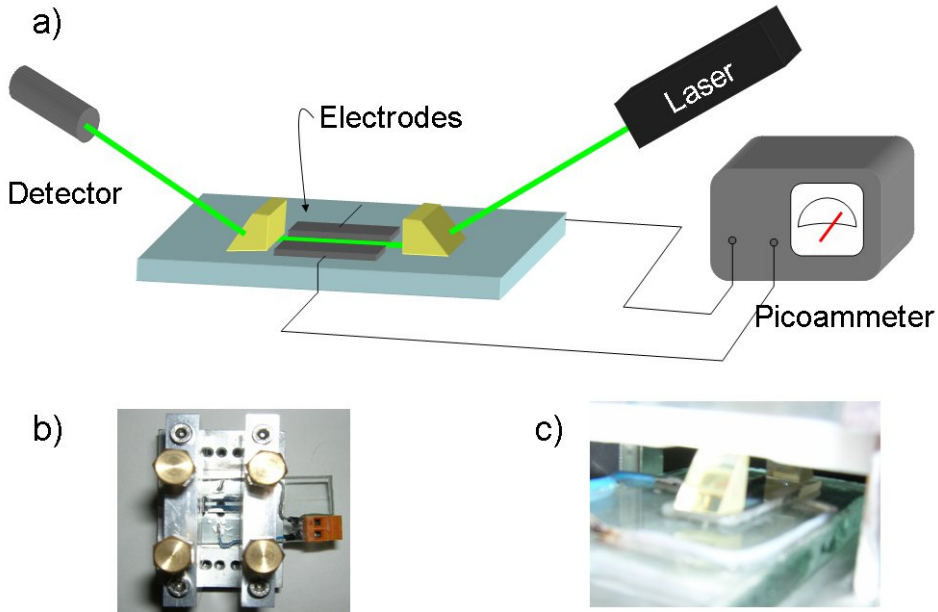 a)
Laser
Electrodes
Detector
Picoammeter
b)
c)